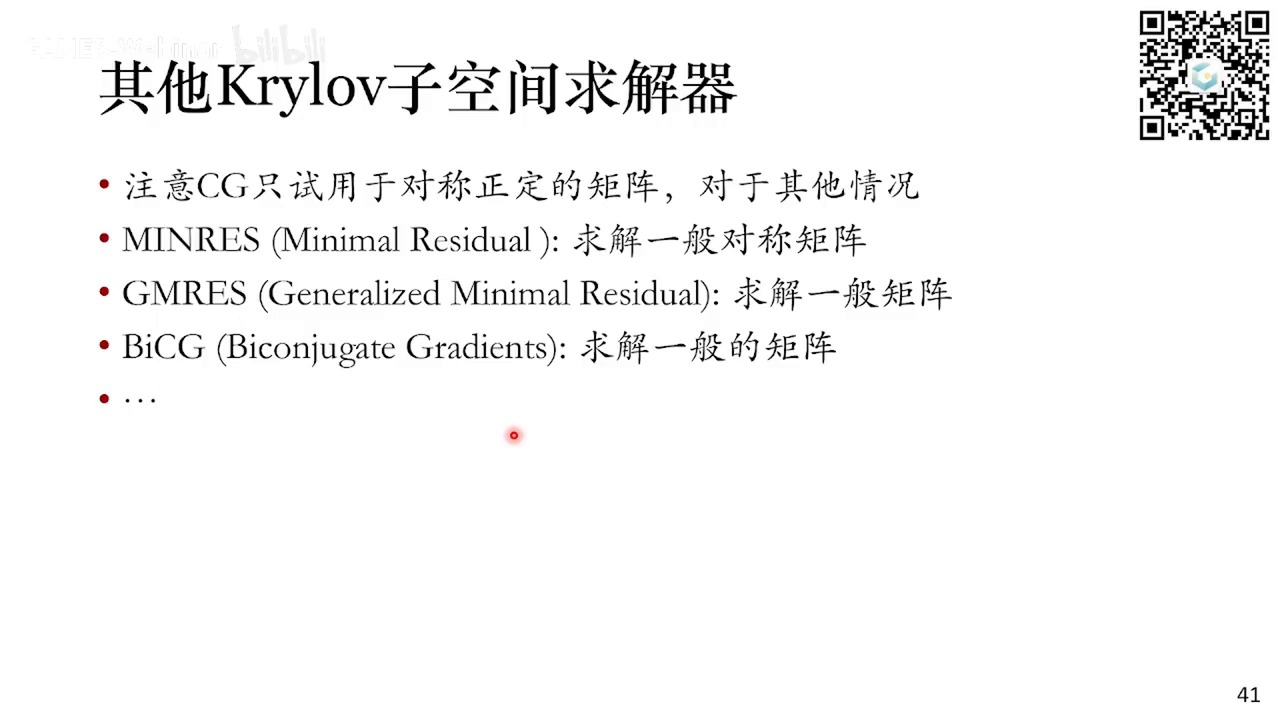 GAMES-Webinar bilibili
其他Krylov子空间求解器
• 注意CG只试用于对称正定的矩阵，对于其他情况
• MINRES (Minimal Residual ): 求解一般对称矩阵
• GMRES (Generalized Minimal Residual): 求解一般矩阵
• BiCG (Biconjugate Gradients): 求解一般的矩阵
• …
41